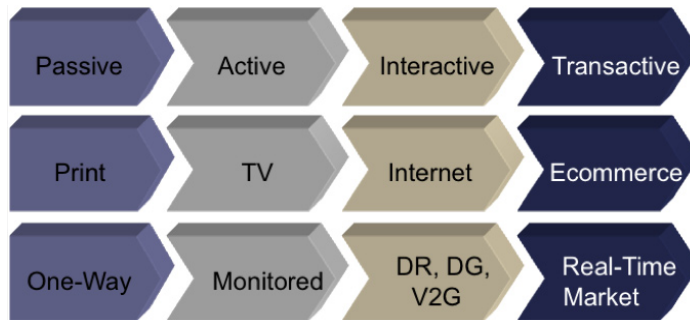 Passive
Active
Interactive
Transactive
Print
TV
Internet
Ecommerce
One-Way
Monitored
DR, DG,
V2G
Real-Time
Market